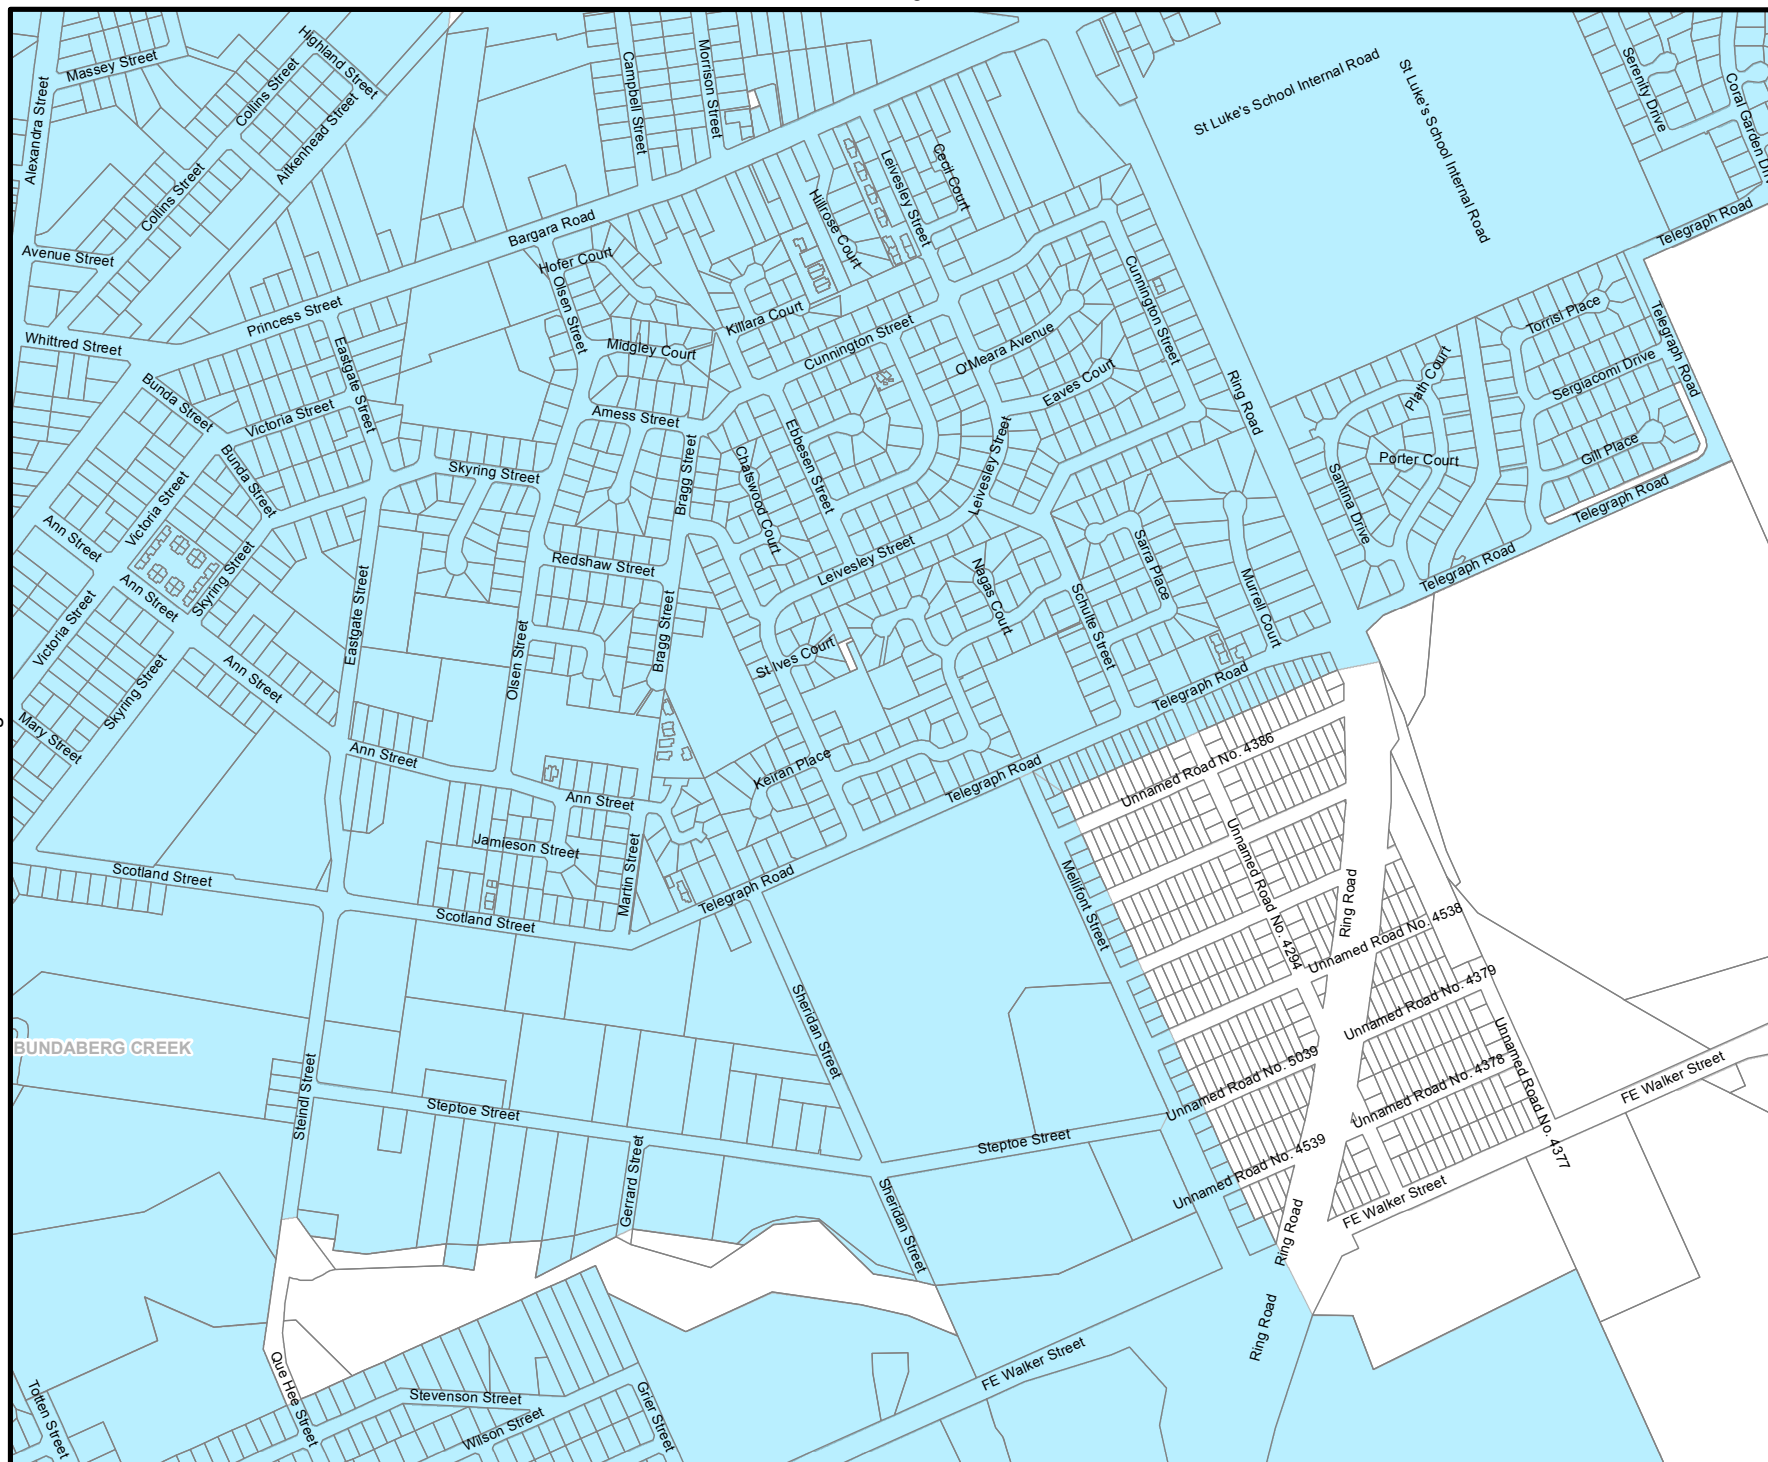 Massey Street
Highland Street
Collins Street
Campbell Street
Morrison Street
St Luke's School Internal Road
St Luke's School Internal Road
Serenity Drive
Coral Garden
Alexandra Street
Aitkenhead Street
Collins Street
Leivesley Street
Cecil Court
Hillrose Court
Bargara Road
Telegraph Road
Avenue Street
Hofer Court
Olsen Street
Cunnington Street
Princess Street
Killara Court
Cunnington Street
Torrisi Place
Telegraph Road
Whittred Street
Eastgate Street
Midgley Court
O'Meara Avenue
Eaves Court
Plath Court
Sergiacomi Drive
Bunda Street
Victoria Street
Amess Street
Ring Road
Bunda Street
Skyring Street
Bragg Street
Chatswood Court
Ebbesen Street
Leivesley Street
Porter Court
Gill Place
Santina Drive
Telegraph Road
Victoria Street
Ann Street
Redshaw Street
Leivesley Street
Sarra Place
Telegraph Road
Ann Street
Skyring Street
Eastgate Street
Nagas Court
Schulte Street
Murrell Court
Victoria Street
Bragg Street
Olsen Street
St Ives Court
Ann Street
Skyring Street
Telegraph Road
Mary Street
Ann Street
Keiran Place
Telegraph Road
Unnamed Road No. 4386
Ann Street
Jamieson Street
Martin Street
Unnamed Road No. 4294
Scotland Street
Telegraph Road
Mellifont Street
Ring Road
Scotland Street
Unnamed Road No. 4538
Unnamed Road No. 4379
Sheridan Street
BUNDABERG CREEK
Steindl Street
Unnamed Road No. 5039
Unnamed Road No. 4378
Unnamed Road No. 4377
FE Walker Street
Steptoe Street
Steptoe Street
Gerrard Street
Unnamed Road No. 4539
Sheridan Street
FE Walker Street
Ring Road
Ring Road
FE Walker Street
Que Hee Street
Stevenson Street
Totten Street
Wilson Street
Grier Street